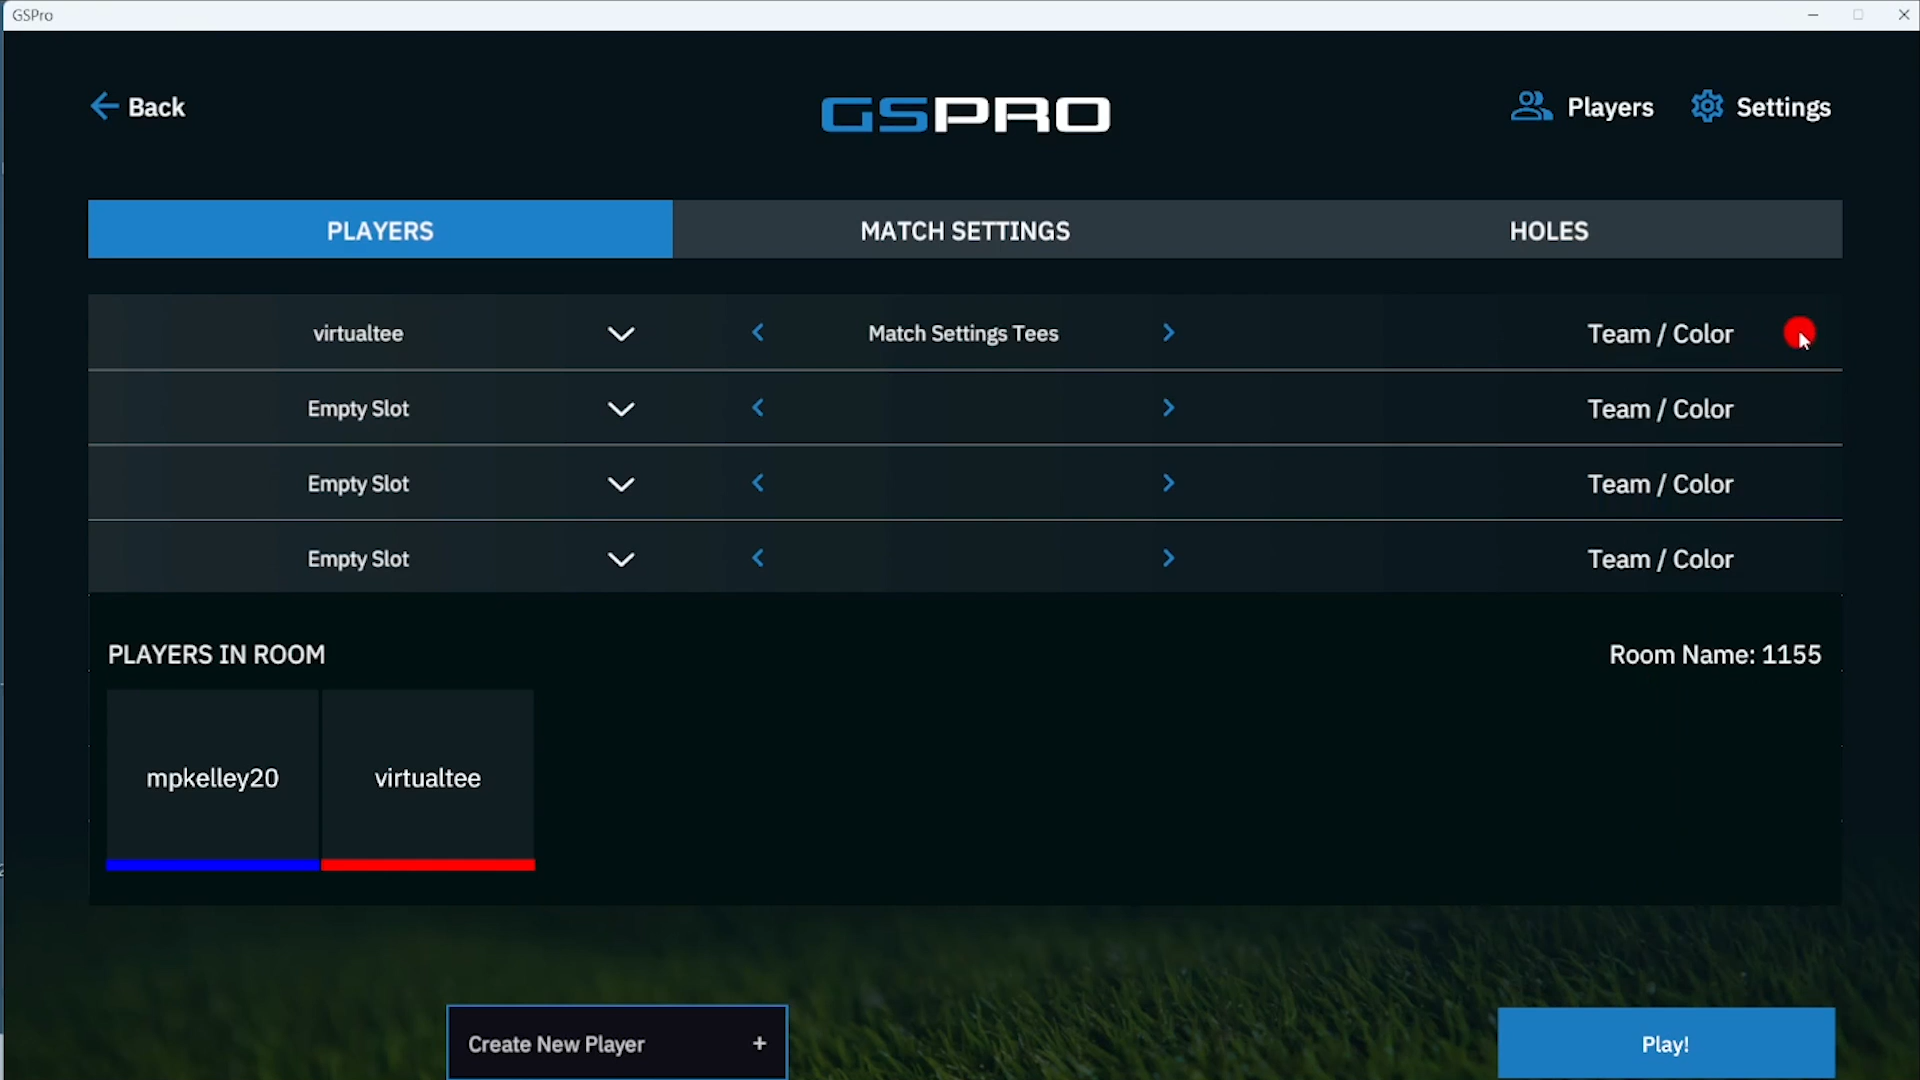 GSPro
Back
GSPRO
Players
Settings
PLAYERS
MATCH SETTINGS
HOLES
virtualtee
Match Settings Tees
Team / Color
Empty Slot
Team / Color
Empty Slot
Team / Color
Empty Slot
Team / Color
PLAYERS IN ROOM
Room Name: 1155
mpkelley20
virtualtee
Create New Player +
Play!